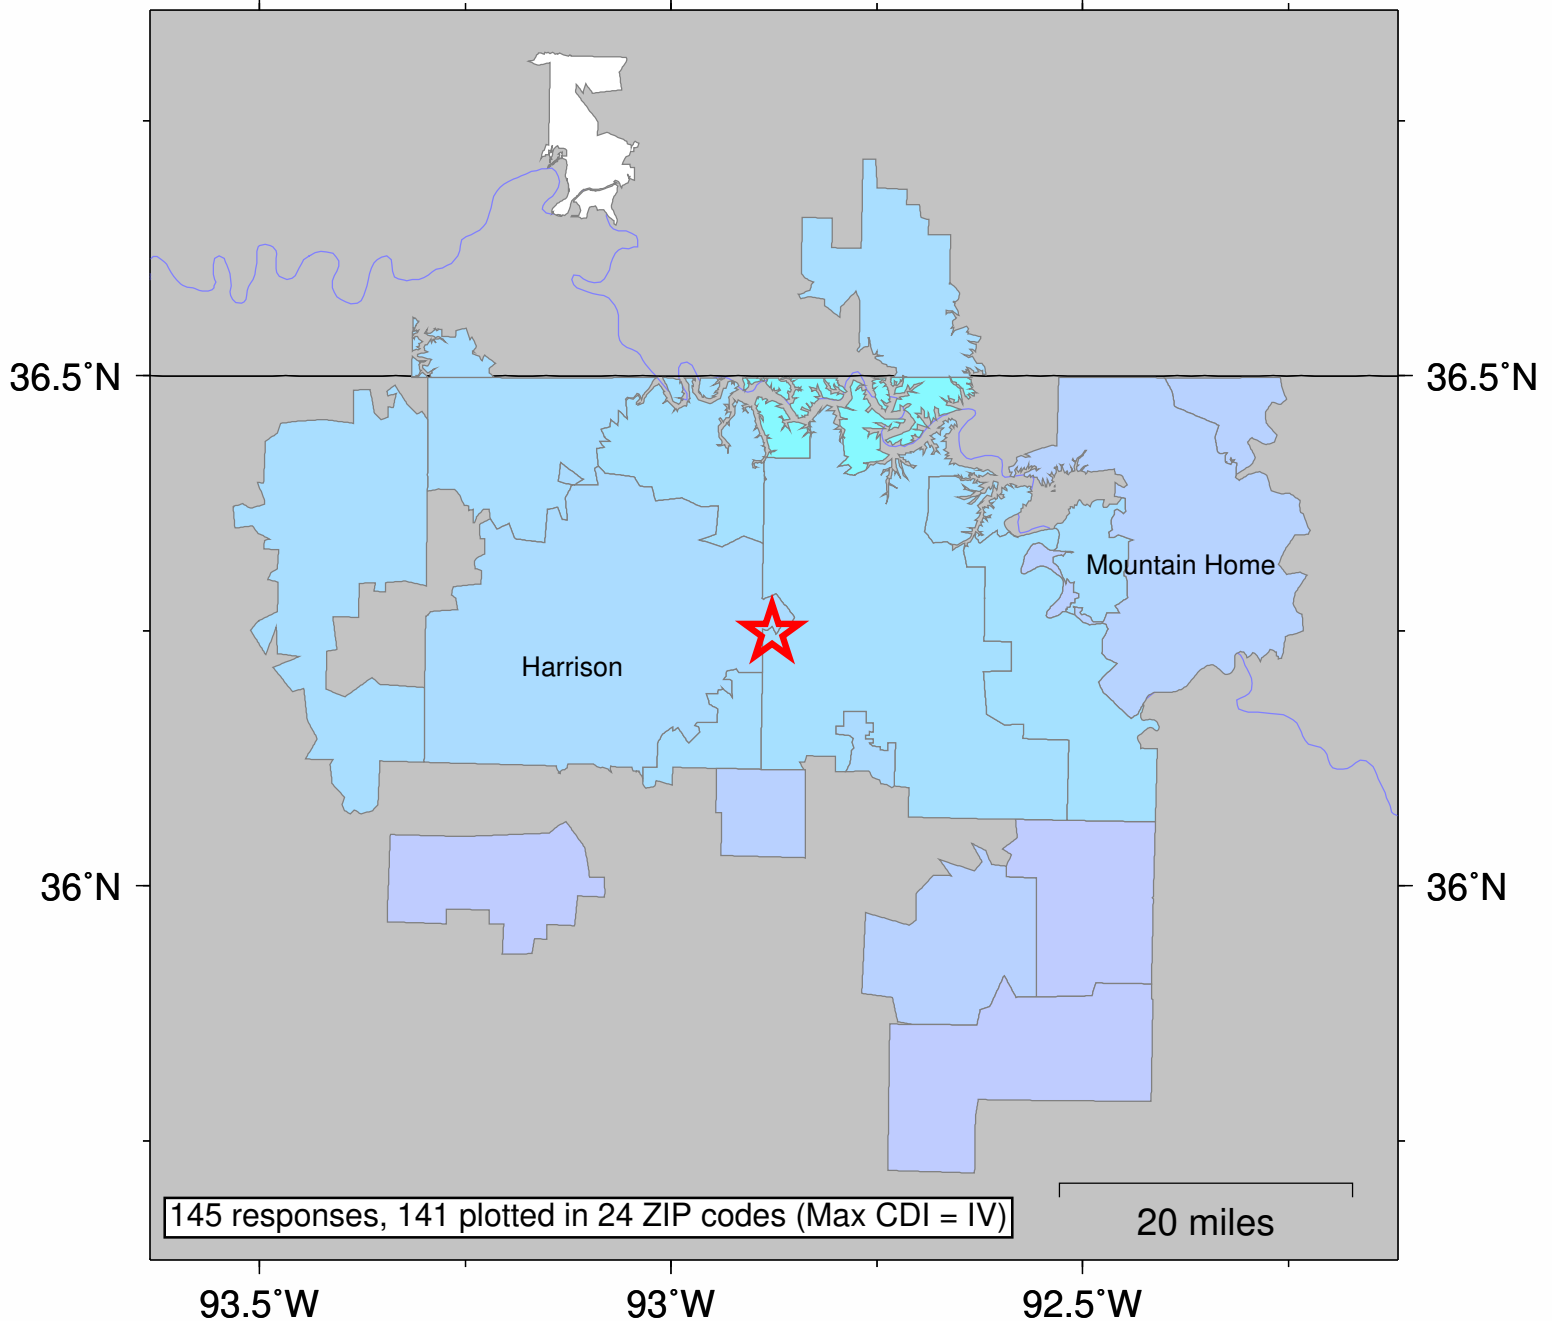 36.5˚N
36.5˚N
Mountain Home
Harrison
36˚N
36˚N
145 responses, 141 plotted in 24 ZIP codes (Max CDI = IV)
20 miles
93.5˚W
93˚W
92.5˚W